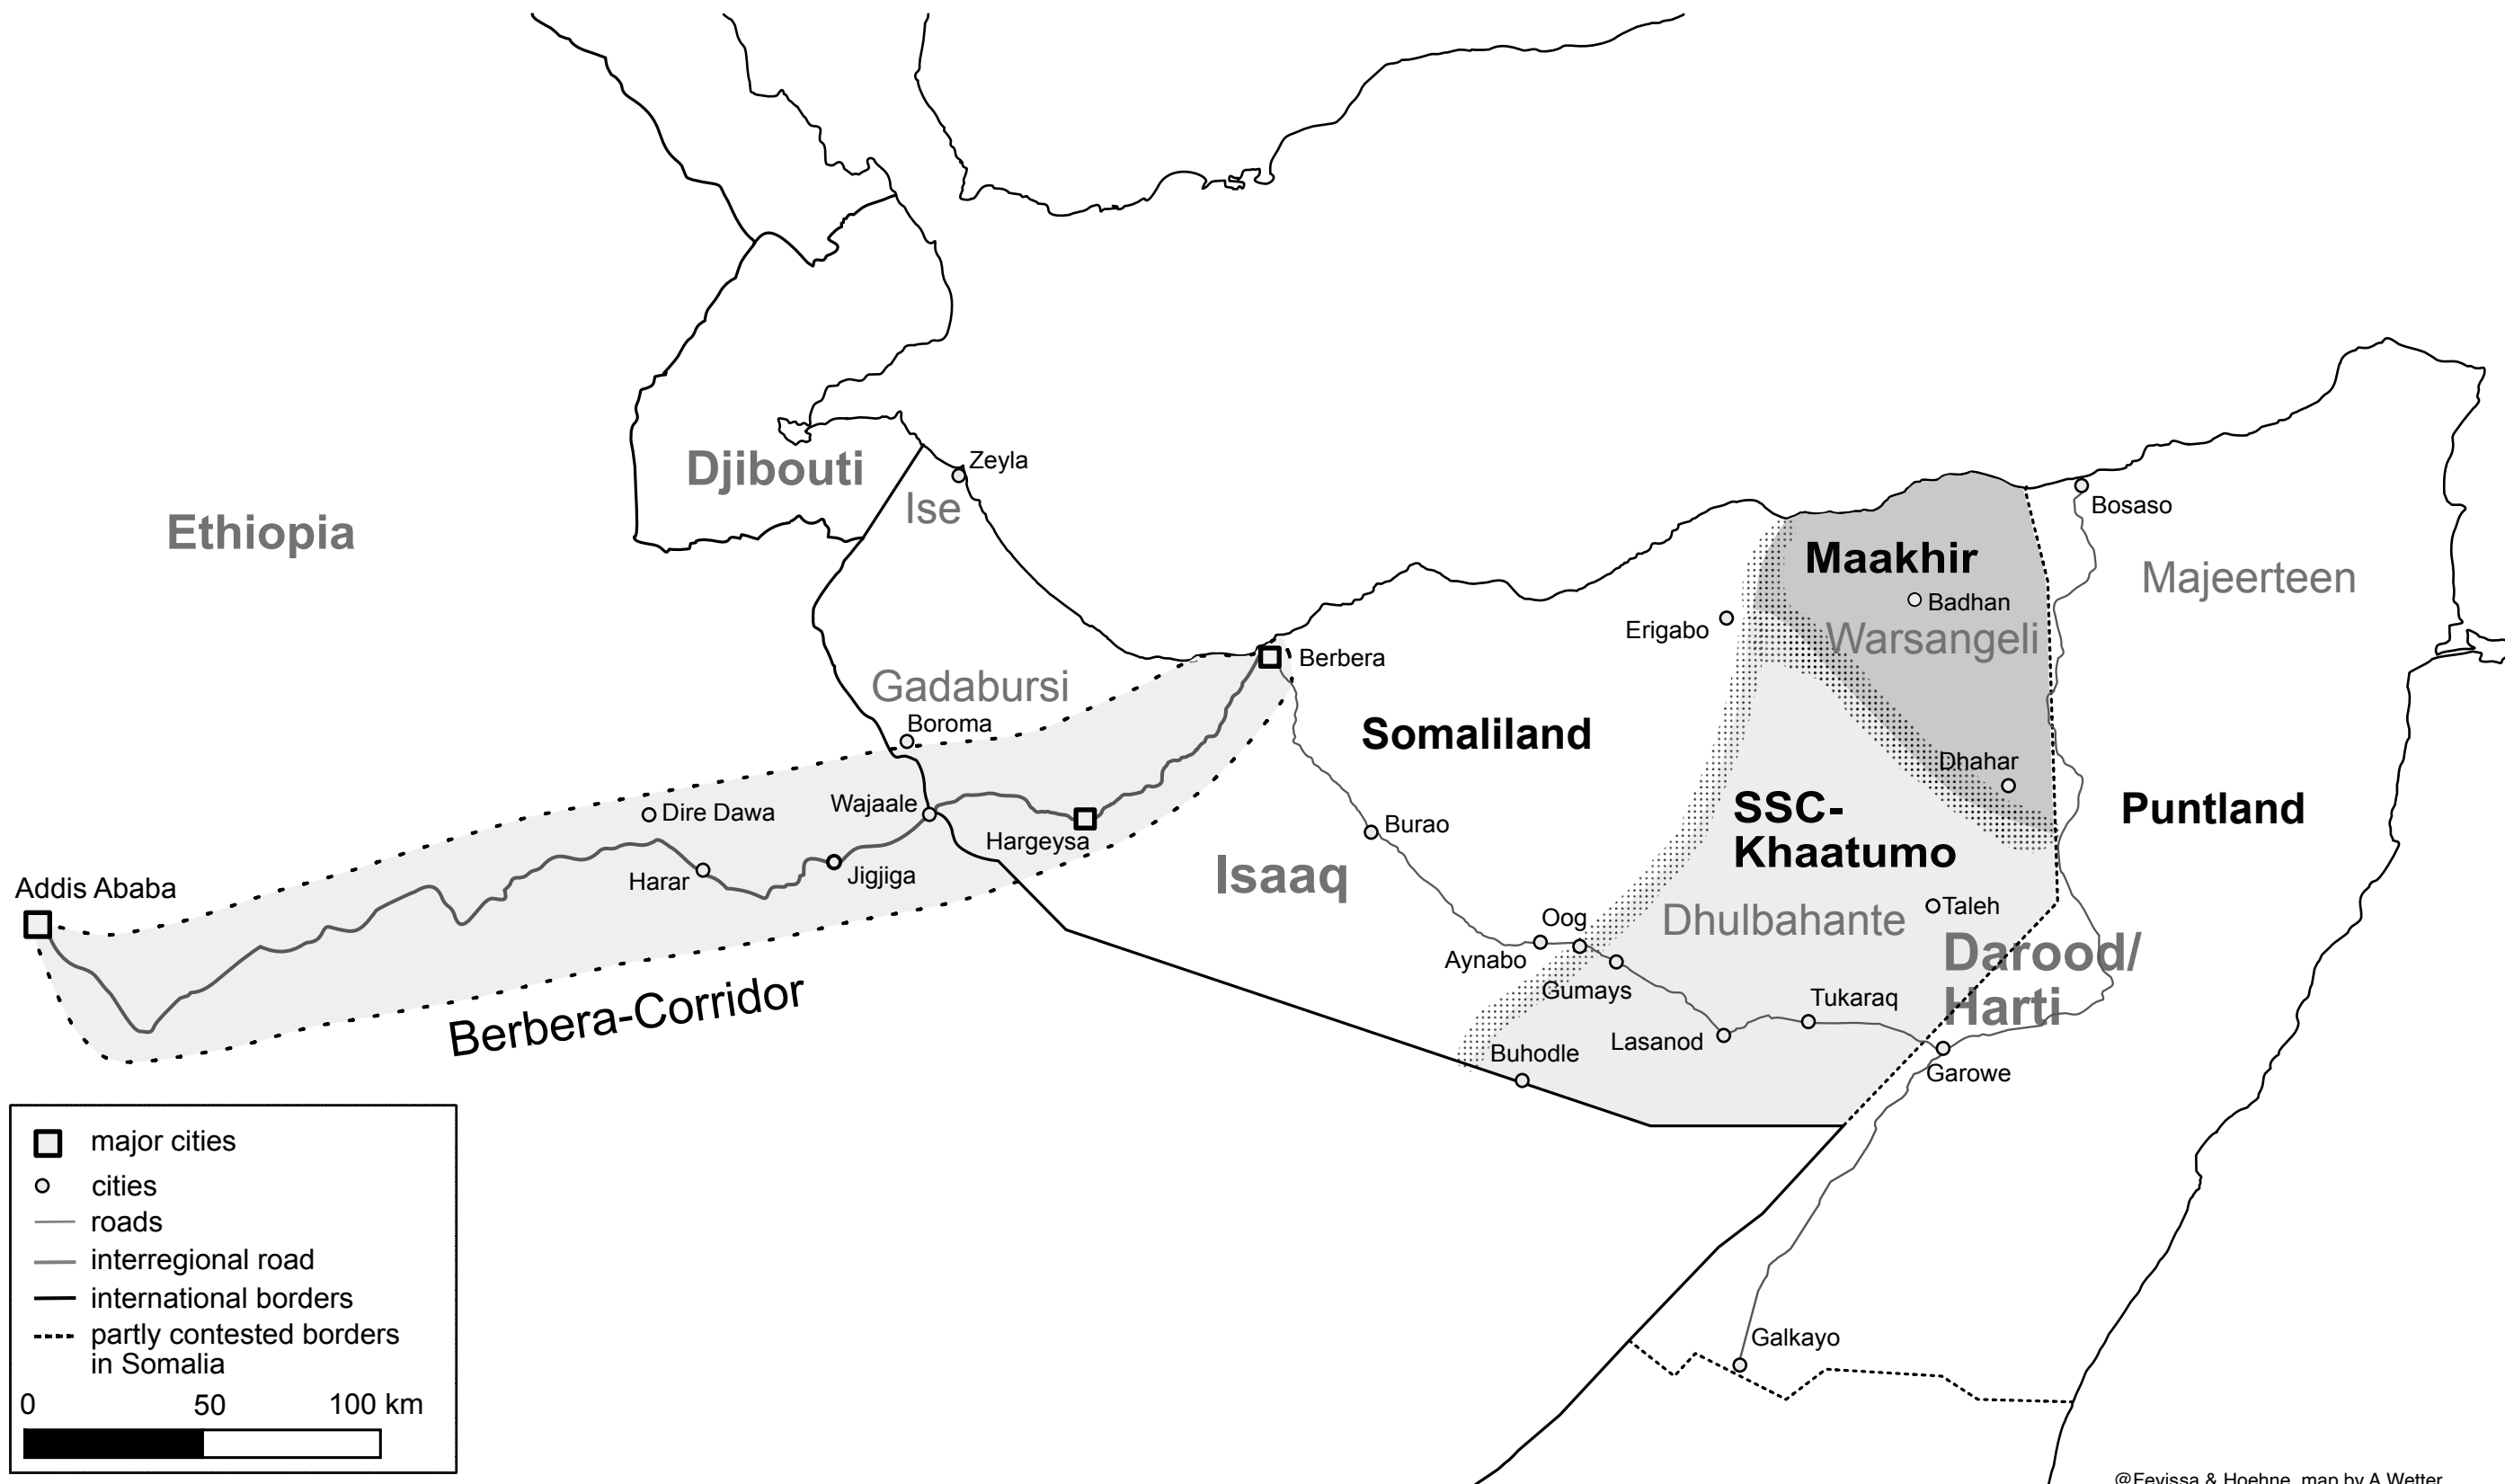 Zeyla
Djibouti
Ise
Ethiopia
Bosaso
Maakhir
Majeerteen
Badhan
Erigabo
Warsangeli
Berbera
Gadabursi
Boroma
Somaliland
Dhahar
Dire Dawa
Wajaale
SSC-
Khaatumo
Puntland
Burao
Hargeysa
Isaaq
Harar
Jigjiga
Addis Ababa
Taleh
Oog
Dhulbahante
Aynabo
Darood/
Harti
Gumays
Tukaraq
Berbera-Corridor
Lasanod
Buhodle
Garowe
Galkayo
major cities
cities
roads
interregional road
international borders
partly contested borders
in Somalia
0 50 100 km
@Feyissa & Hoehne, map by A.Wetter